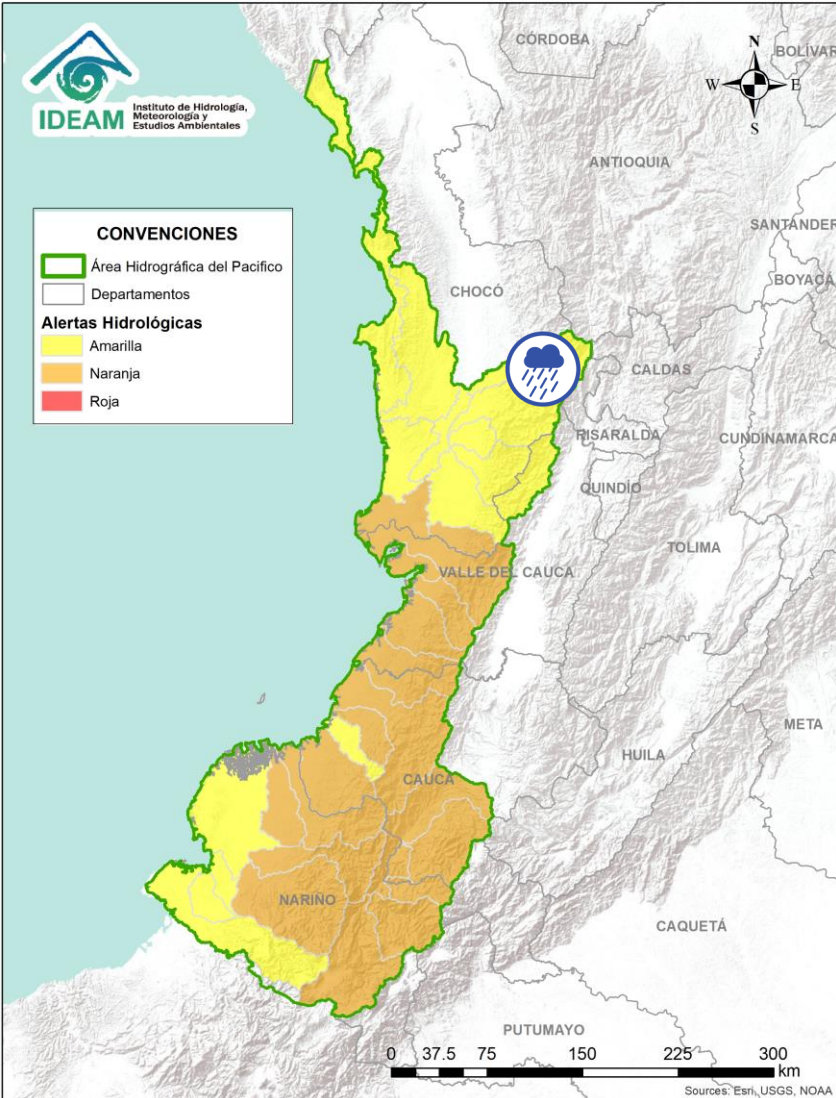 IDEAM
Instituto de Hidrología,
Meteorología y
Estudios Ambientales
CONVENCIONES
Área Hidrográfica del Pacifico
Departamentos
Alertas Hidrológicas
Amarilla
Naranja
Roja
N
W
E
S
CÓRDOBA
BOLÍVAR
ANTIOQUIA
SANTANDER
BOYACÁ
CHOCÓ
CALDAS
RISARALDA
CUNDINAMARCA
QUINDÍO
TOLIMA
VALLE DEL CAUCA
META
HUILA
CAUCA
NARIÑO
CAQUETÁ
PUTUMAYO
0 37.5 75 150 225 300
km
Sources: Esri, USGS, NOAA